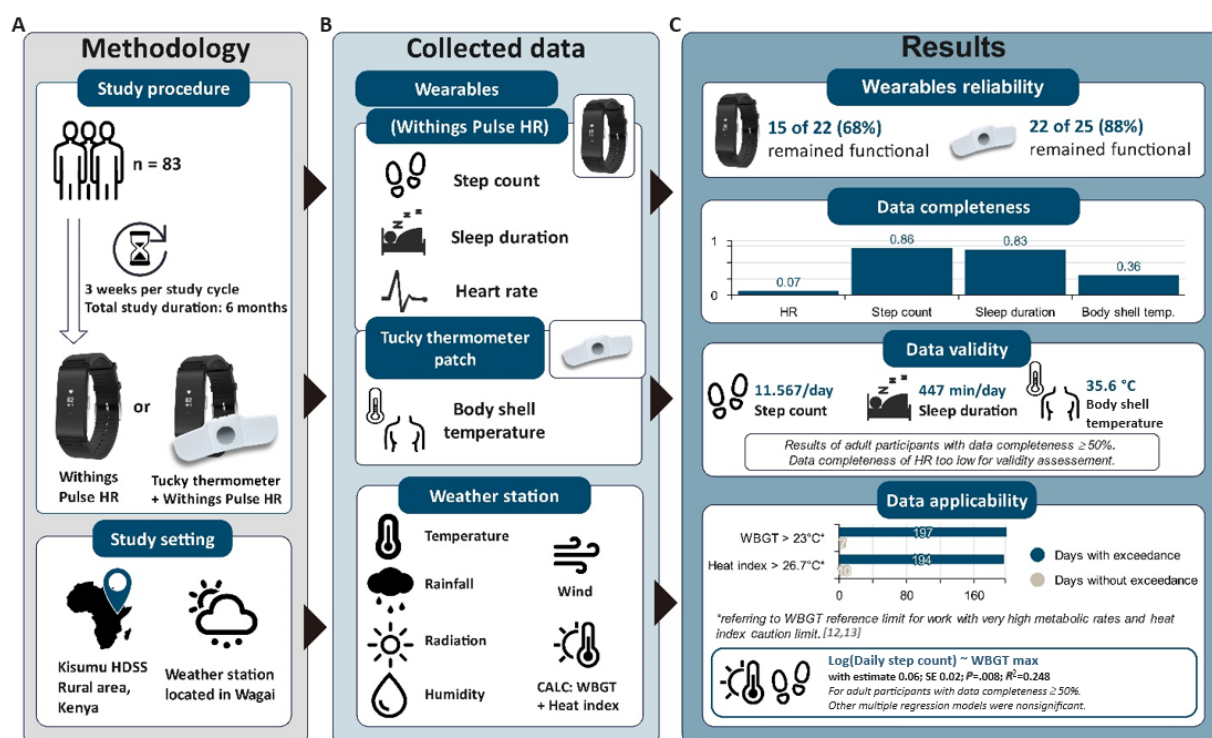 A
Methodology
Study procedure
n = 83
3 weeks per study cycle
Total study duration: 6 months
or
Withings
Pulse HR
Tucky thermometer
+ Withings Pulse HR
Study setting
Kisumu HDSS
Rural area,
Kenya
Weather station
located in Wagai
B
Collected data
Wearables
(Withings Pulse HR)
Step count
Sleep duration
Heart rate
Tucky thermometer
patch
Body shell
temperature
Weather station
Temperature
Rainfall
Radiation
Humidity
Wind
CALC: WBGT
+ Heat index
C
Results
Wearables reliability
15 of 22 (68%)
remained functional
22 of 25 (88%)
remained functional
Data completeness
1
0
0.07
0.86
0.83
0.36
HR
Step count
Sleep duration
Body shell temp.
Data validity
11.567/day
Step count
447 min/day
Sleep duration
35.6 °C
Body shell
temperature
Results of adult participants with data completeness ≥50%.
Data completeness of HR too low for validity assessement.
Data applicability
WBGT > 23°C*
197
7
Heat index > 26.7°C*
194
10
0
80
160
Days with exceedance
Days without exceedance
*referring to WBGT reference limit for work with very high metabolic rates and heat
index caution limit.[12,13]
Log(Daily step count) ~ WBGT max
with estimate 0.06; SE 0.02; P=.008; R²=0.248
For adult participants with data completeness ≥50%.
Other multiple regression models were nonsignificant.